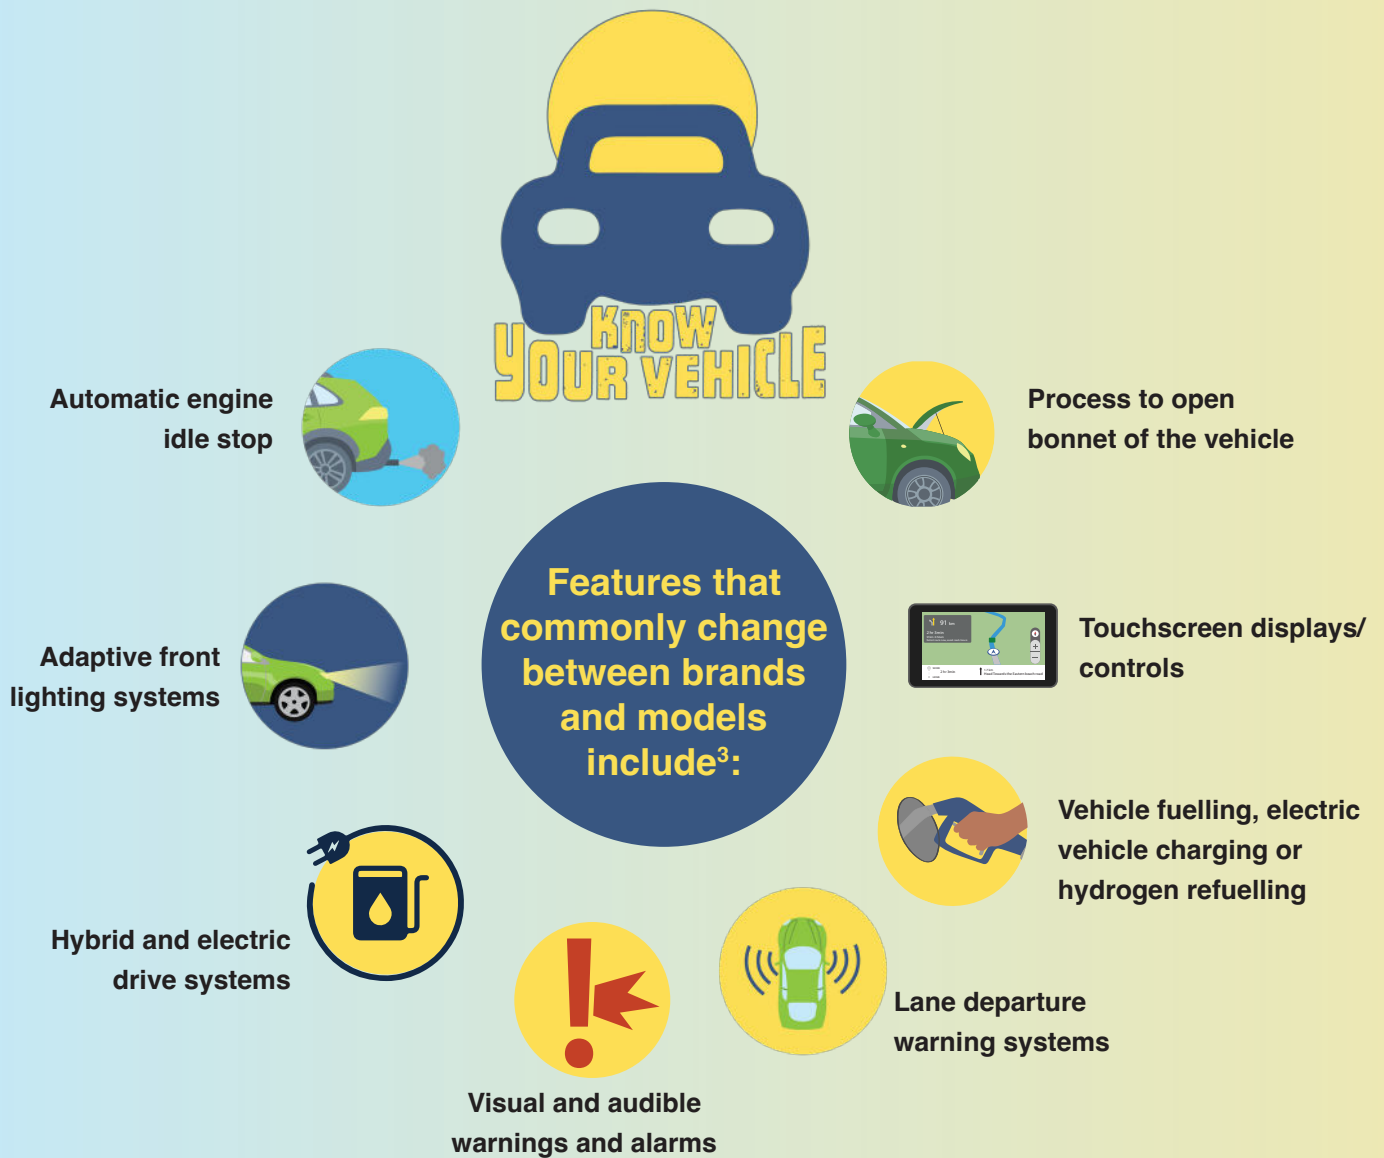 KNOW
YOUR VEHICLE
Automatic engine
idle stop
Process to open
bonnet of the vehicle
Features that
commonly change
between brands
and models
include³:
Adaptive front
lighting systems
91 km
Touchscreen displays/
controls
Vehicle fuelling, electric
vehicle charging or
hydrogen refuelling
Hybrid and electric
drive systems
Lane departure
warning systems
Visual and audible
warnings and alarms